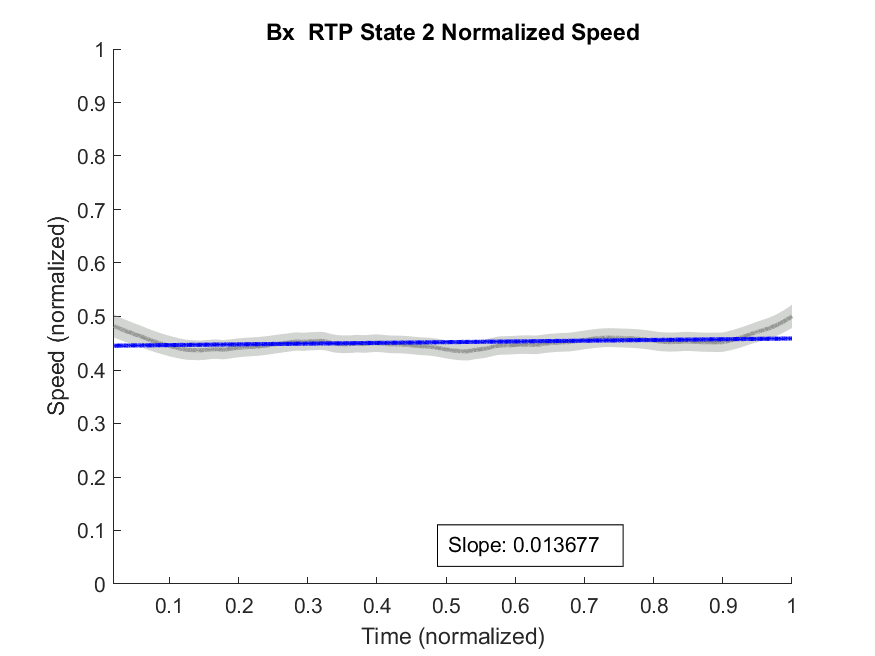 Bx  RTP State 2 Normalized Speed
1
0.9
0.8
0.7
0.6
0.5
0.4
0.3
0.2
0.1
0
Speed (normalized)
Slope: 0.013677
0.1 0.2 0.3 0.4 0.5 0.6 0.7 0.8 0.9 1
Time (normalized)